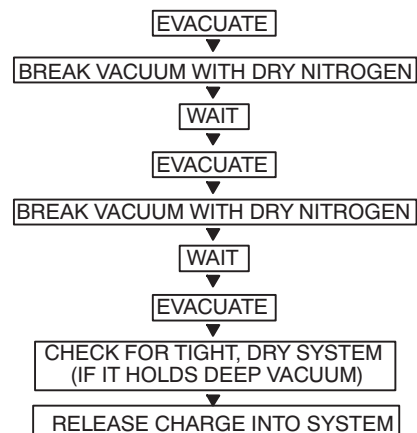 EVACUATE
BREAK VACUUM WITH DRY NITROGEN
WAIT
EVACUATE
BREAK VACUUM WITH DRY NITROGEN
WAIT
EVACUATE
CHECK FOR TIGHT, DRY SYSTEM
(IF IT HOLDS DEEP VACUUM)
RELEASE CHARGE INTO SYSTEM